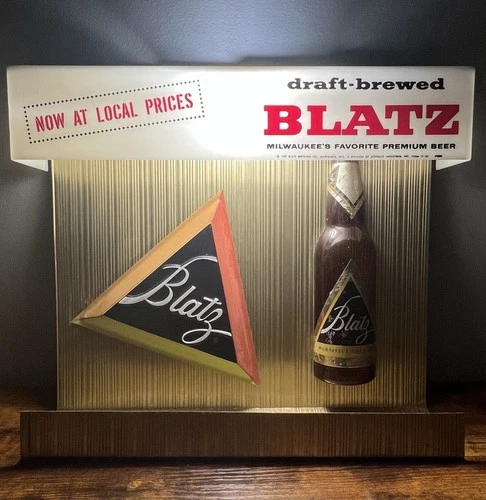 NOW AT LOCAL PRICES
draft-brewed
BLATZ
MILWAUKEE'S FAVORITE PREMIUM BEER
Blatz
Blatz